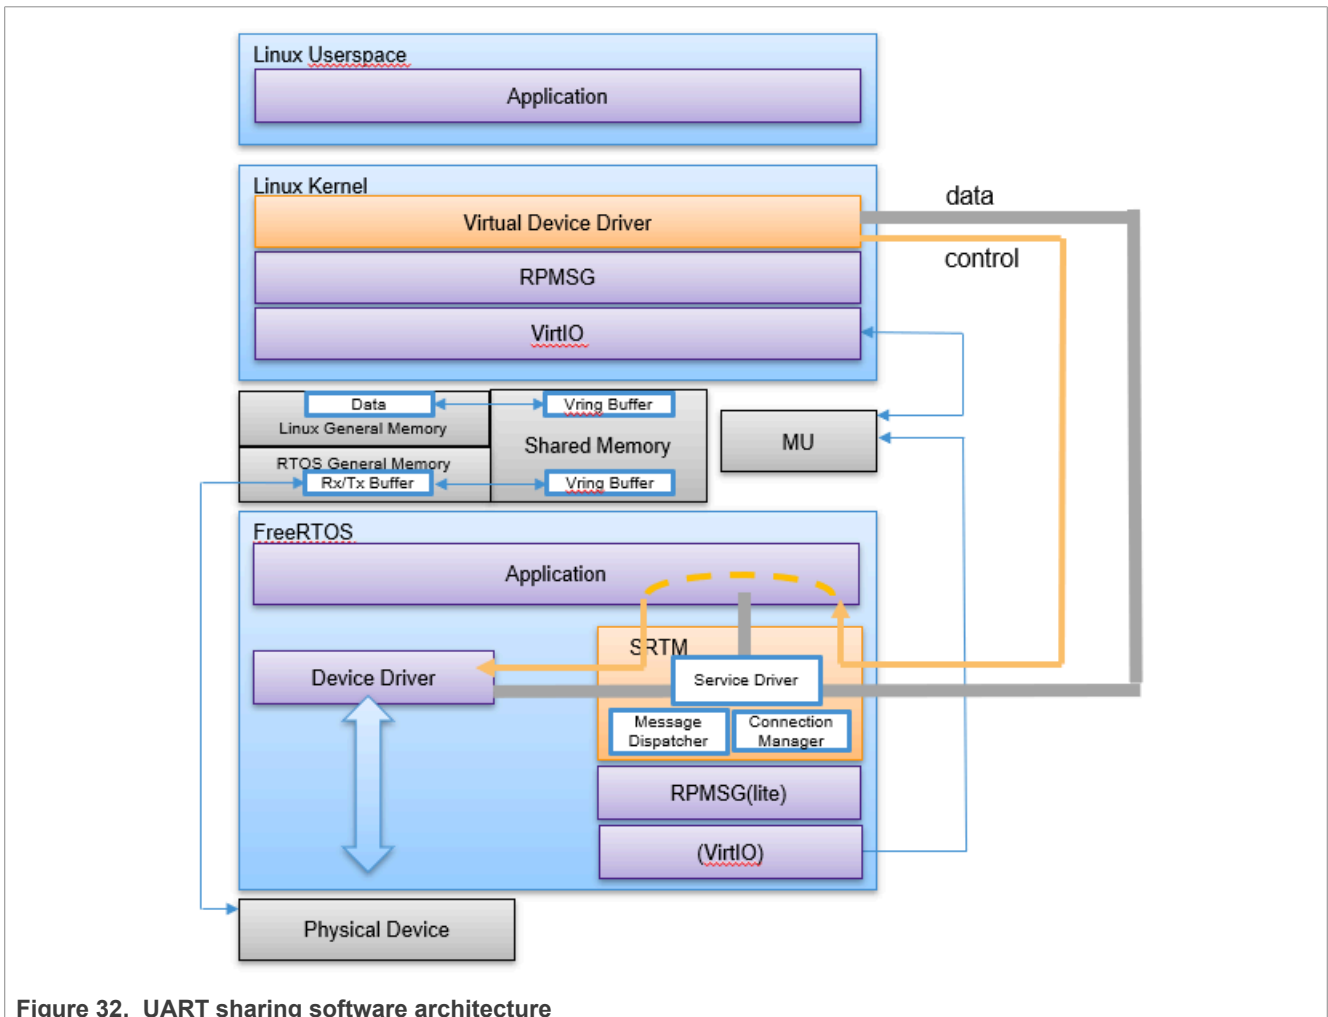 Linux Userspace
Application
Linux Kernel
data
Virtual Device Driver
control
RPMSG
VirtIO
Data
Vring Buffer
Linux General Memory
Shared Memory
MU
RTOS General Memory
Rx/Tx Buffer
Vring Buffer
FreeRTOS
Application
SRTM
Device Driver
Service Driver
Message
Dispatcher
Connection
Manager
RPMSG(lite)
(VirtIO)
Physical Device
Figure 32. UART sharing software architecture